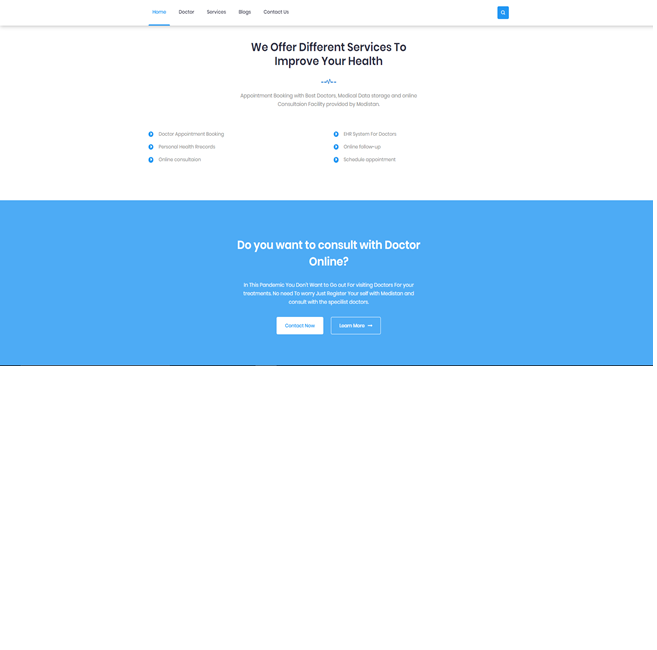 Home Doctor Services Blogs Contact Us
We Offer Different Services To
Improve Your Health
Appointment Booking with Best Doctors, Medical Data storage and online
Consultaion Facility provided by Medistan.
Doctor Appointment Booking
Personal Health Rrecords
Online consultaion
EHR System For Doctors
Online follow-up
Schedule appointment
Do you want to consult with Doctor
Online?
In This Pandemic You Don't Want to Go out For visiting Doctors For your
treatments. No need To worry Just Register Your self with Medistan and
consult with the specilist doctors.
Contact Now
Learn More